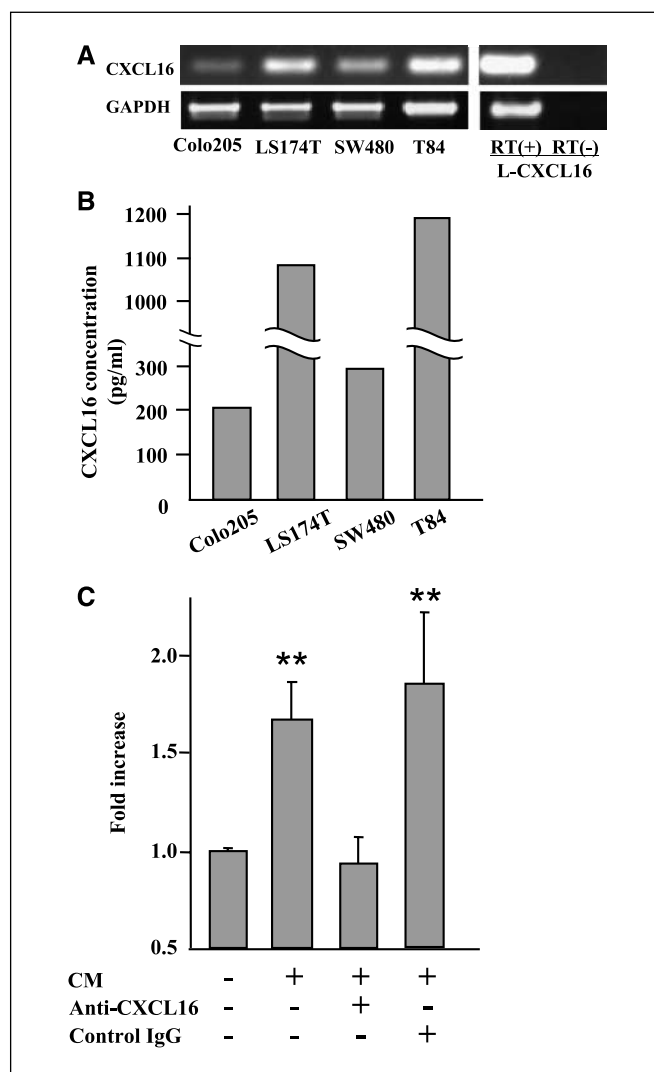 A
CXCL16
GAPDH
Colo205 LS174T SW480 T84 RT(+) RT(-)
L-CXCL16
B
CXCL16 concentration
(pg/ml)
1200
1100
1000
300
200
100
0
Colo205 LS174T SW480 T84
C
Fold increase
2.0
1.5
1.0
0.5
** **
CM - + + +
Anti-CXCL16 - - + -
Control IgG - - - +